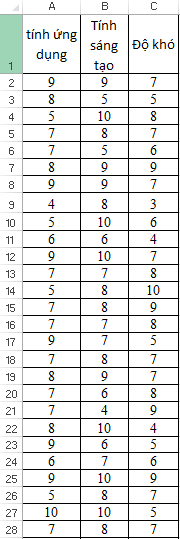 A B C
1 tính ứng dụng Tính sáng tạo Độ khó
2 9 9 7
3 8 5 5
4 5 10 8
5 7 8 7
6 7 5 6
7 8 9 9
8 9 9 7
9 4 8 3
10 5 10 6
11 6 6 4
12 9 10 7
13 7 7 8
14 5 8 10
15 7 8 9
16 7 7 8
17 9 7 5
18 7 8 7
19 8 9 7
20 7 6 8
21 7 4 9
22 8 10 4
23 9 6 5
24 6 7 6
25 9 10 9
26 5 8 7
27 10 10 5
28 7 8 7